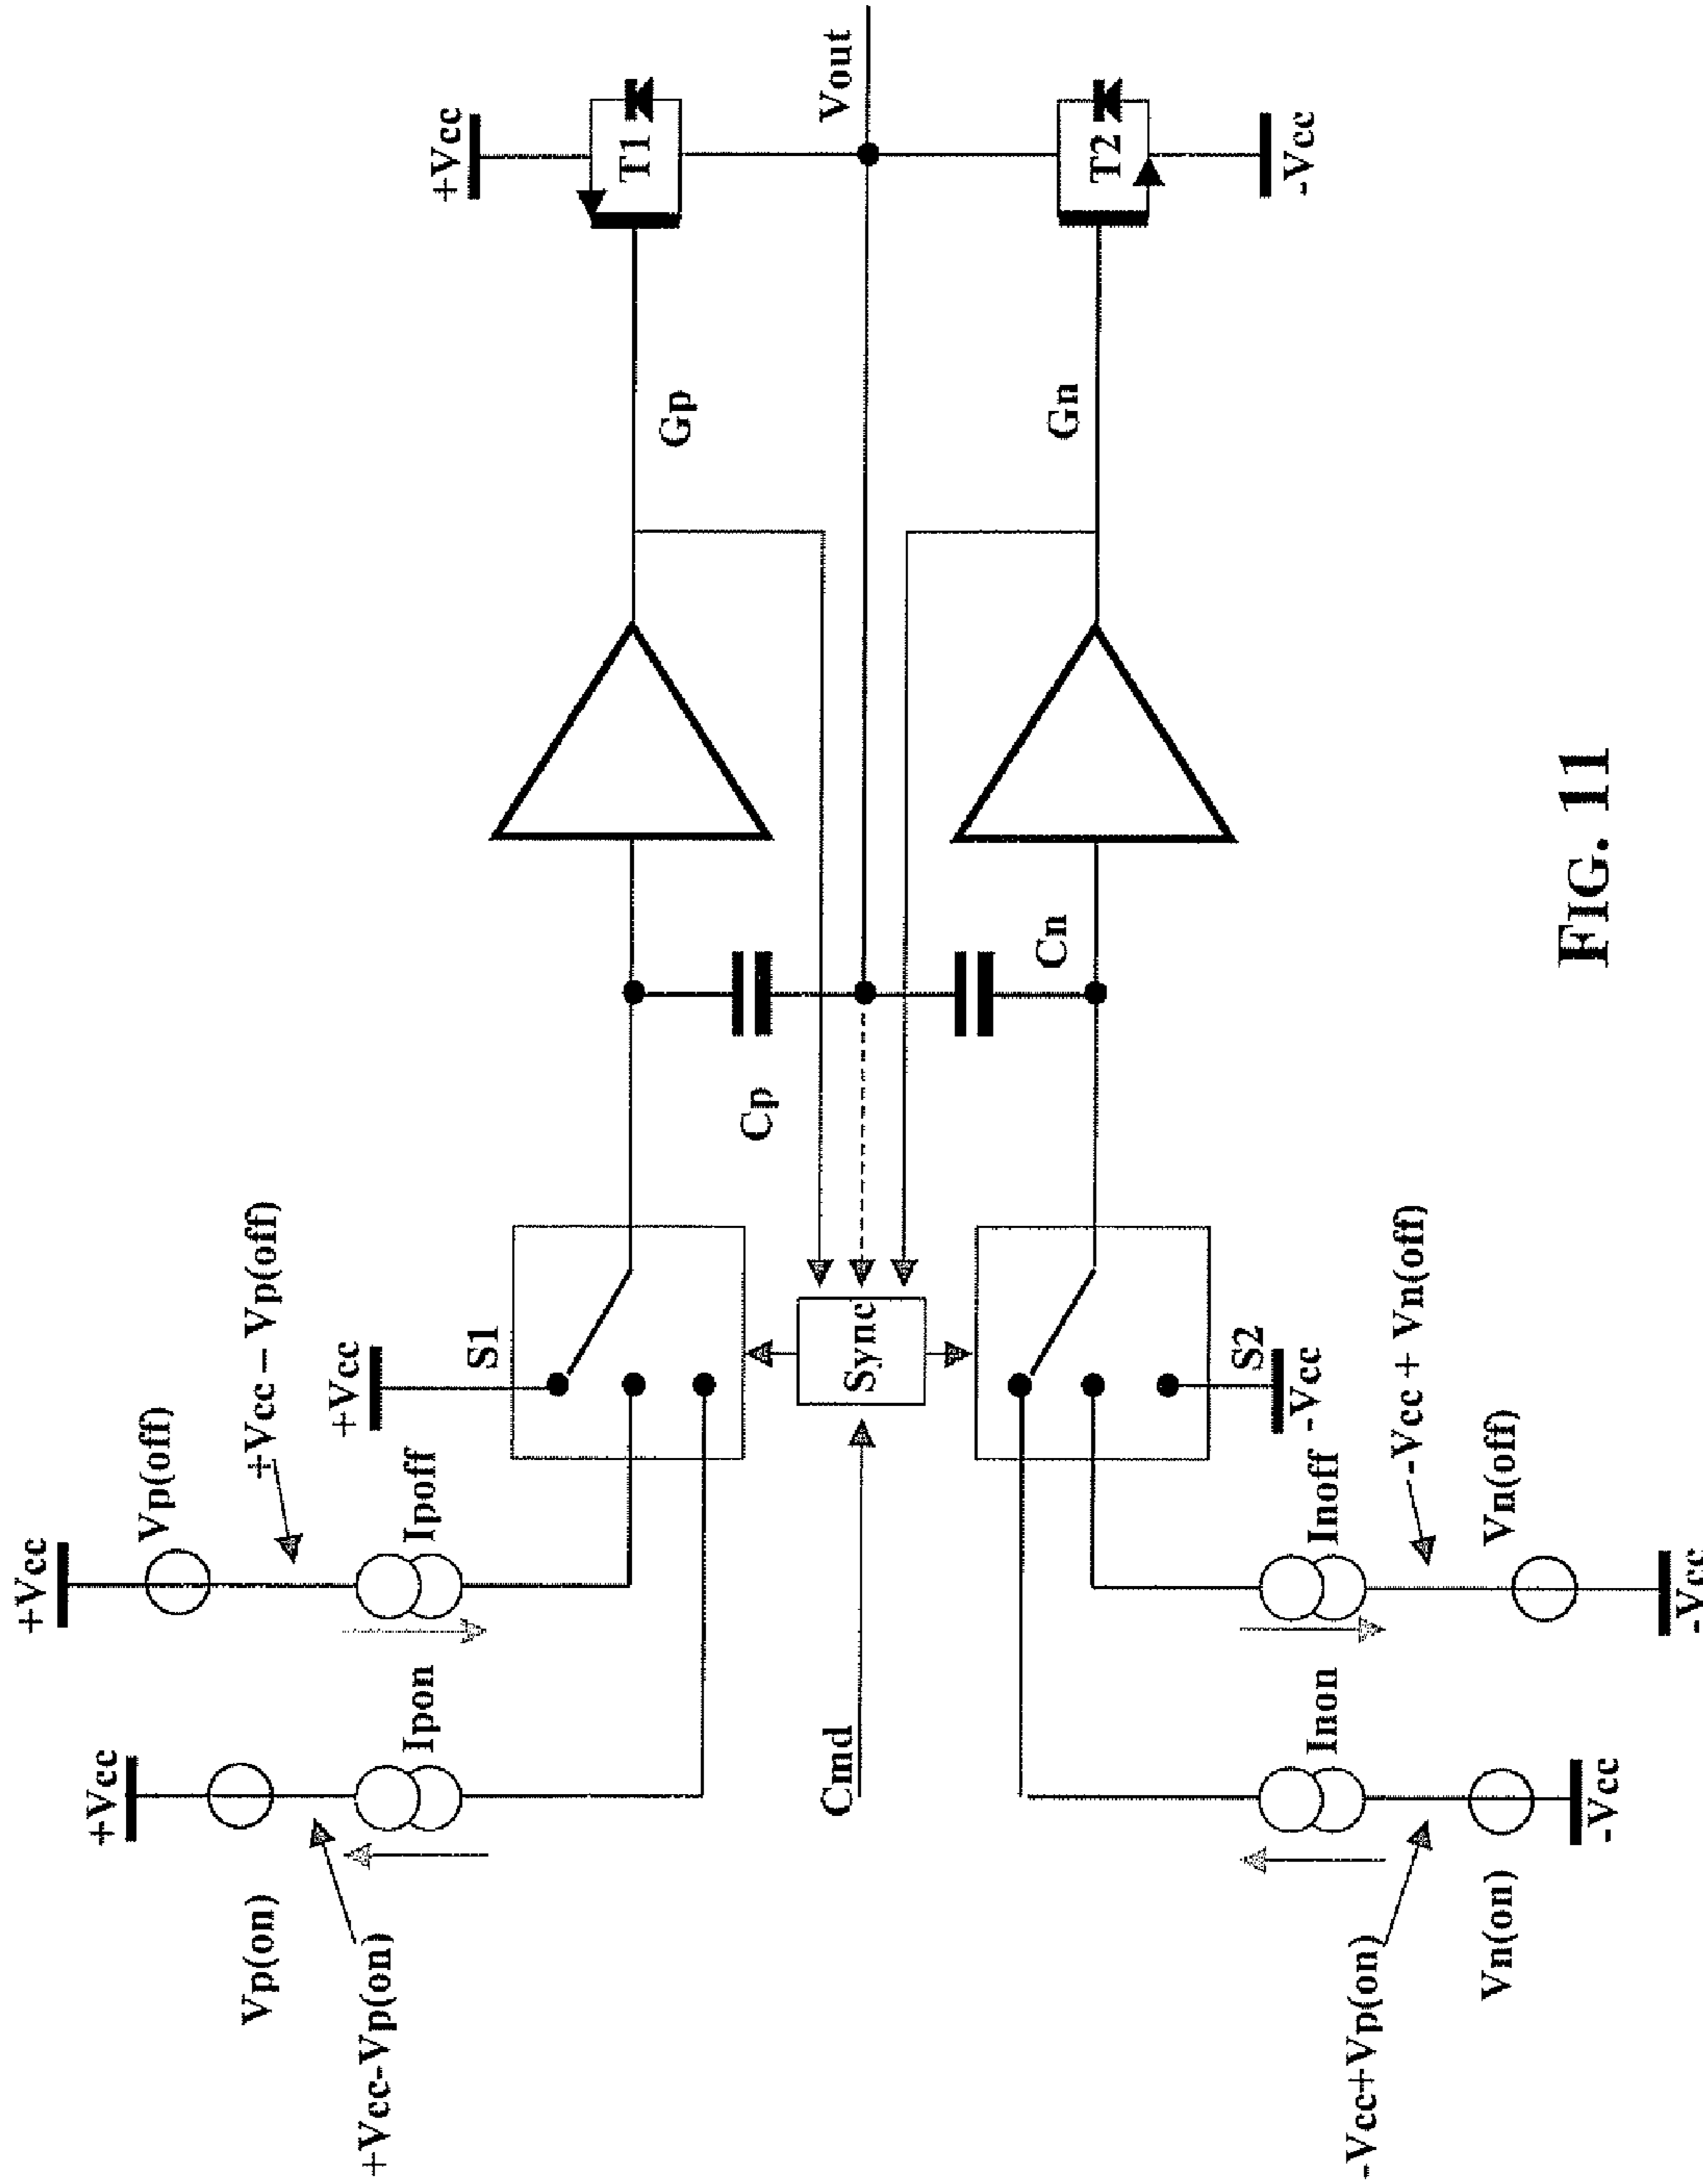 +Vcc
+Vcc
Vp(off)
Vp(on)
+Vcc – Vp(off)
+Vcc
+Vcc-Vp(on)
Ipon
Ipoff
+Vcc
S1
T1
Gp
Cp
Cmd
Vout
Sync
Cn
Gn
T2
S2
-Vcc
-Vcc
Inon
Inoff
-Vcc+Vp(on)
-Vcc + Vn(off)
Vn(on)
Vn(off)
-Vcc
-Vcc
FIG. 11